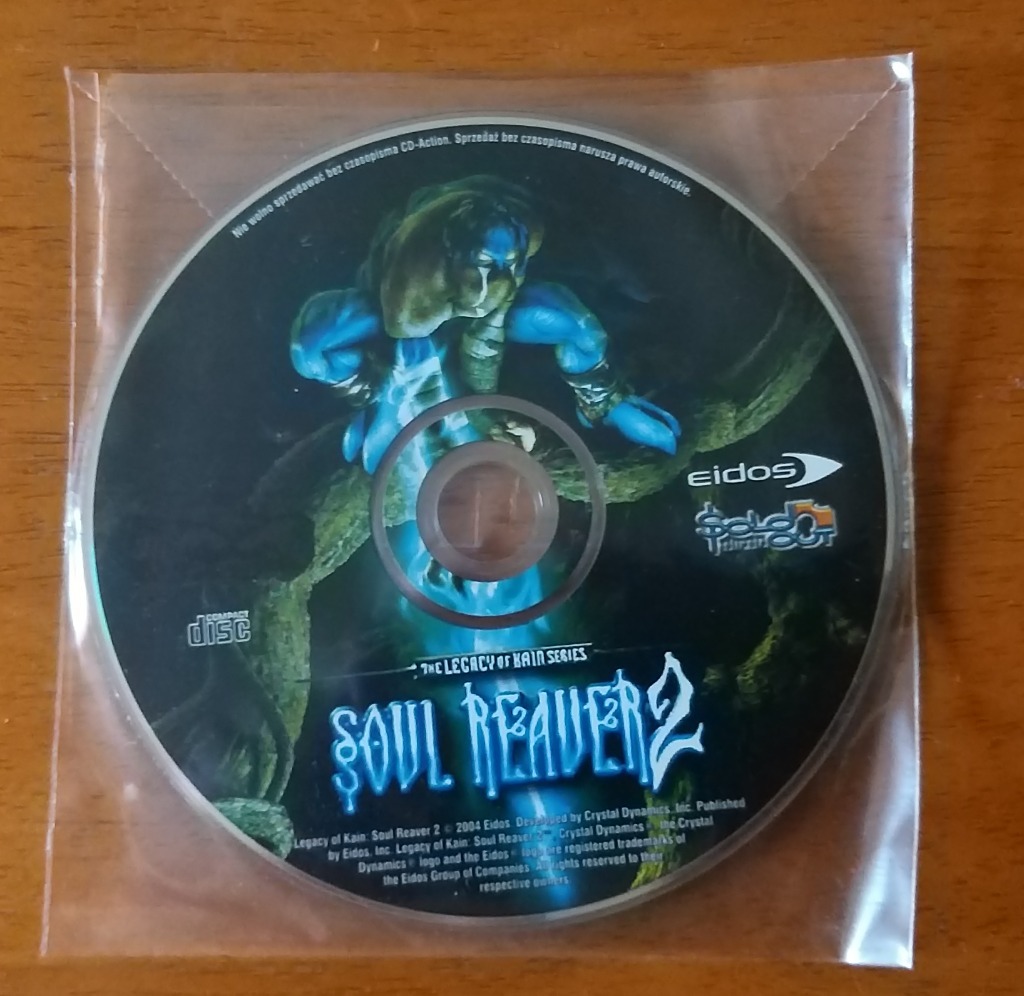 Nie wolno sprzedawać bez czasopisma CD-Action. Sprzedaż bez czasopisma narusza prawa autorskie.
eidos
SOLD
OUT
COMPACT
disc
THE LEGACY OF KAIN SERIES
SOUL REAVER 2
Legacy of Kain: Soul Reaver 2 © 2004 Eidos. Developed by Crystal Dynamics, Inc. Published
by Eidos, Inc. Legacy of Kain: Soul Reaver 2™ Crystal Dynamics® the Crystal
Dynamics® logo and the Eidos® logo are registered trademarks of
the Eidos Group of Companies. All rights reserved to their
respective owners.